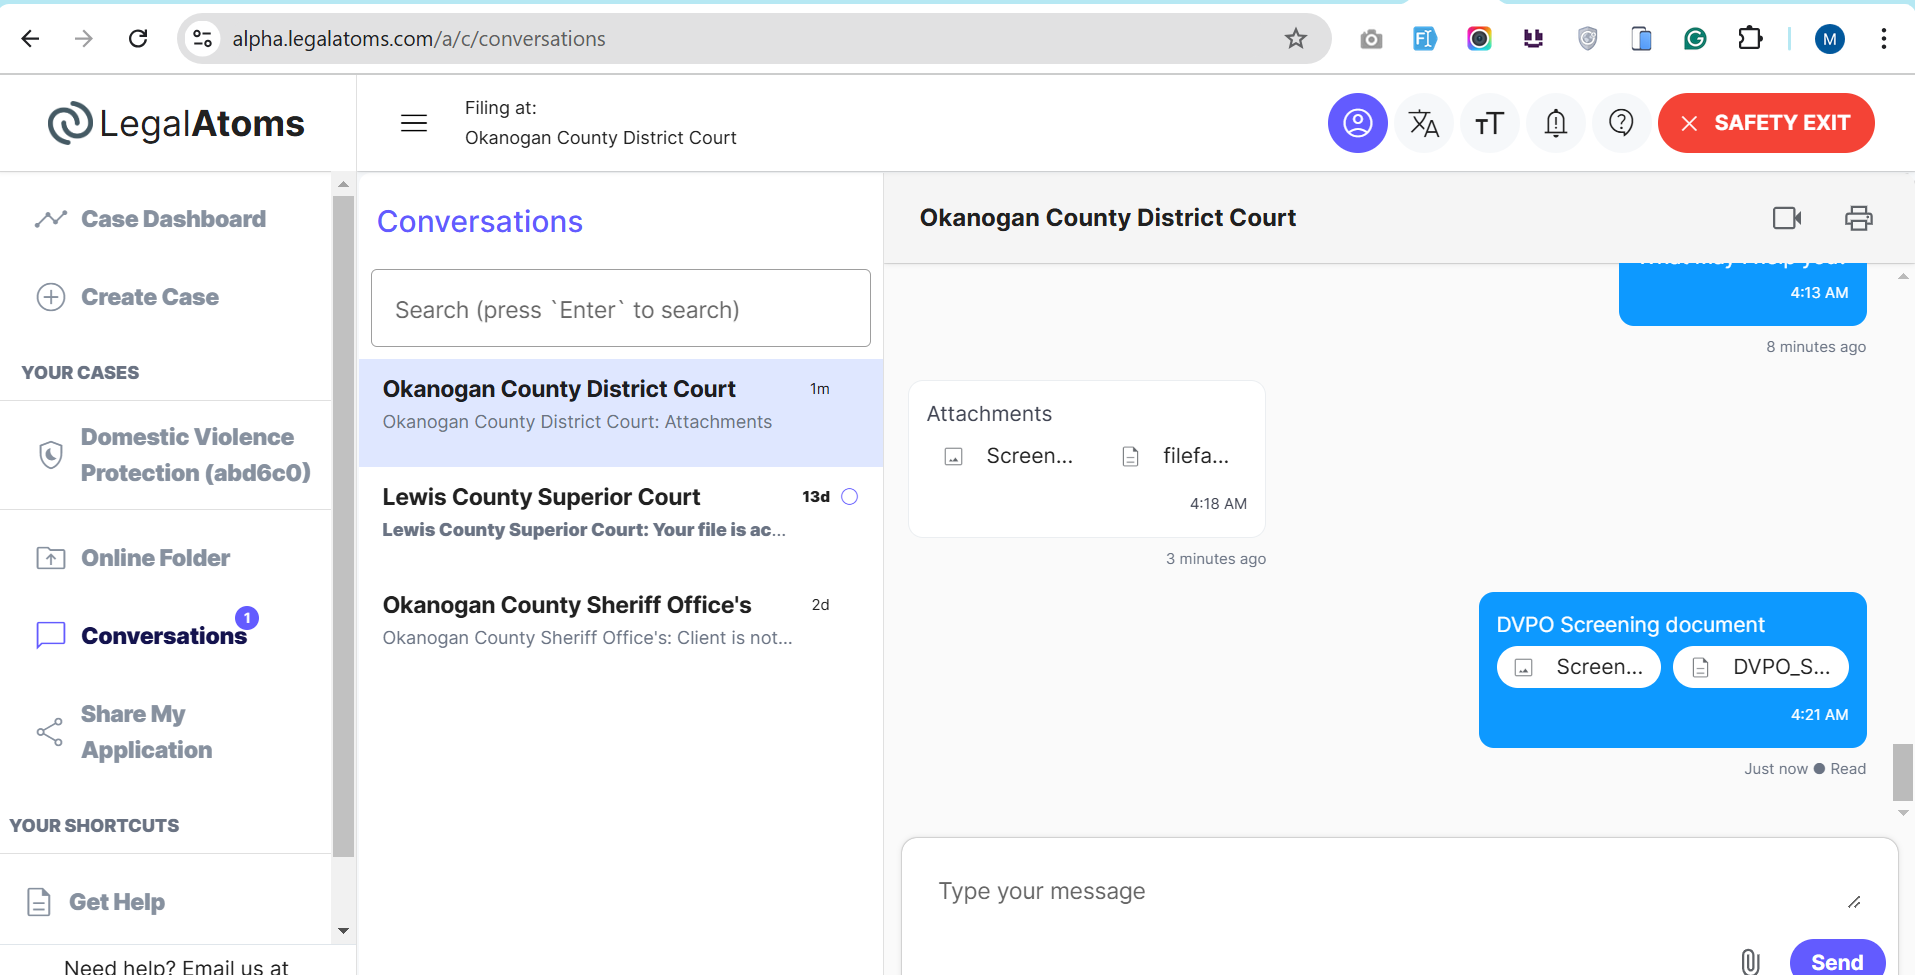 alpha.legalatoms.com/a/c/conversations
M
LegalAtoms
Filing at:
Okanogan County District Court
SAFETY EXIT
Case Dashboard
Create Case
YOUR CASES
Domestic Violence
Protection (abd6c0)
Online Folder
Conversations
1
Share My
Application
YOUR SHORTCUTS
Get Help
Need help? Email us at
Conversations
Search (press `Enter` to search)
Okanogan County District Court 1m
Okanogan County District Court: Attachments
Lewis County Superior Court 13d
Lewis County Superior Court: Your file is ac...
Okanogan County Sheriff Office's 2d
Okanogan County Sheriff Office's: Client is not...
Okanogan County District Court
What may I help you?
4:13 AM
8 minutes ago
Attachments
Screen... filefa...
4:18 AM
3 minutes ago
DVPO Screening document
Screen... DVPO_S...
4:21 AM
Just now ● Read
Type your message
Send